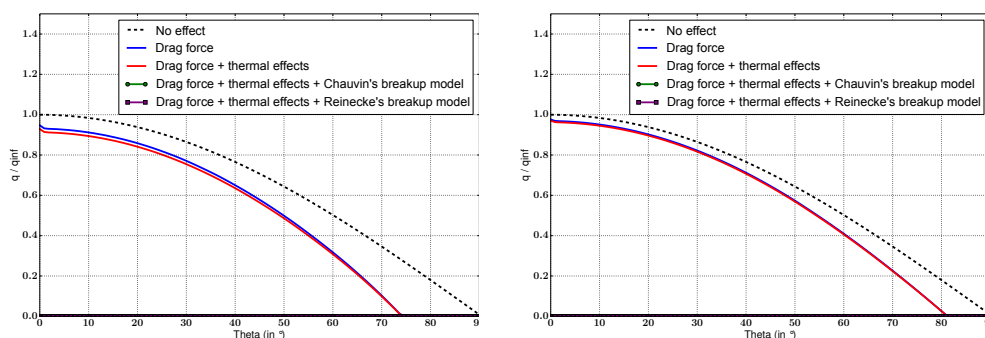 1.4
1.2
1.0
0.8
0.6
0.4
0.2
0.0
q / qinf
No effect
Drag force
Drag force + thermal effects
Drag force + thermal effects + Chauvin's breakup model
Drag force + thermal effects + Reinecke's breakup model
0 10 20 30 40 50 60 70 80 9
Theta (in °)
1.4
1.2
1.0
0.8
0.6
0.4
0.2
0.0
q / qinf
No effect
Drag force
Drag force + thermal effects
Drag force + thermal effects + Chauvin's breakup model
Drag force + thermal effects + Reinecke's breakup model
0 10 20 30 40 50 60 70 80 9
Theta (in °)